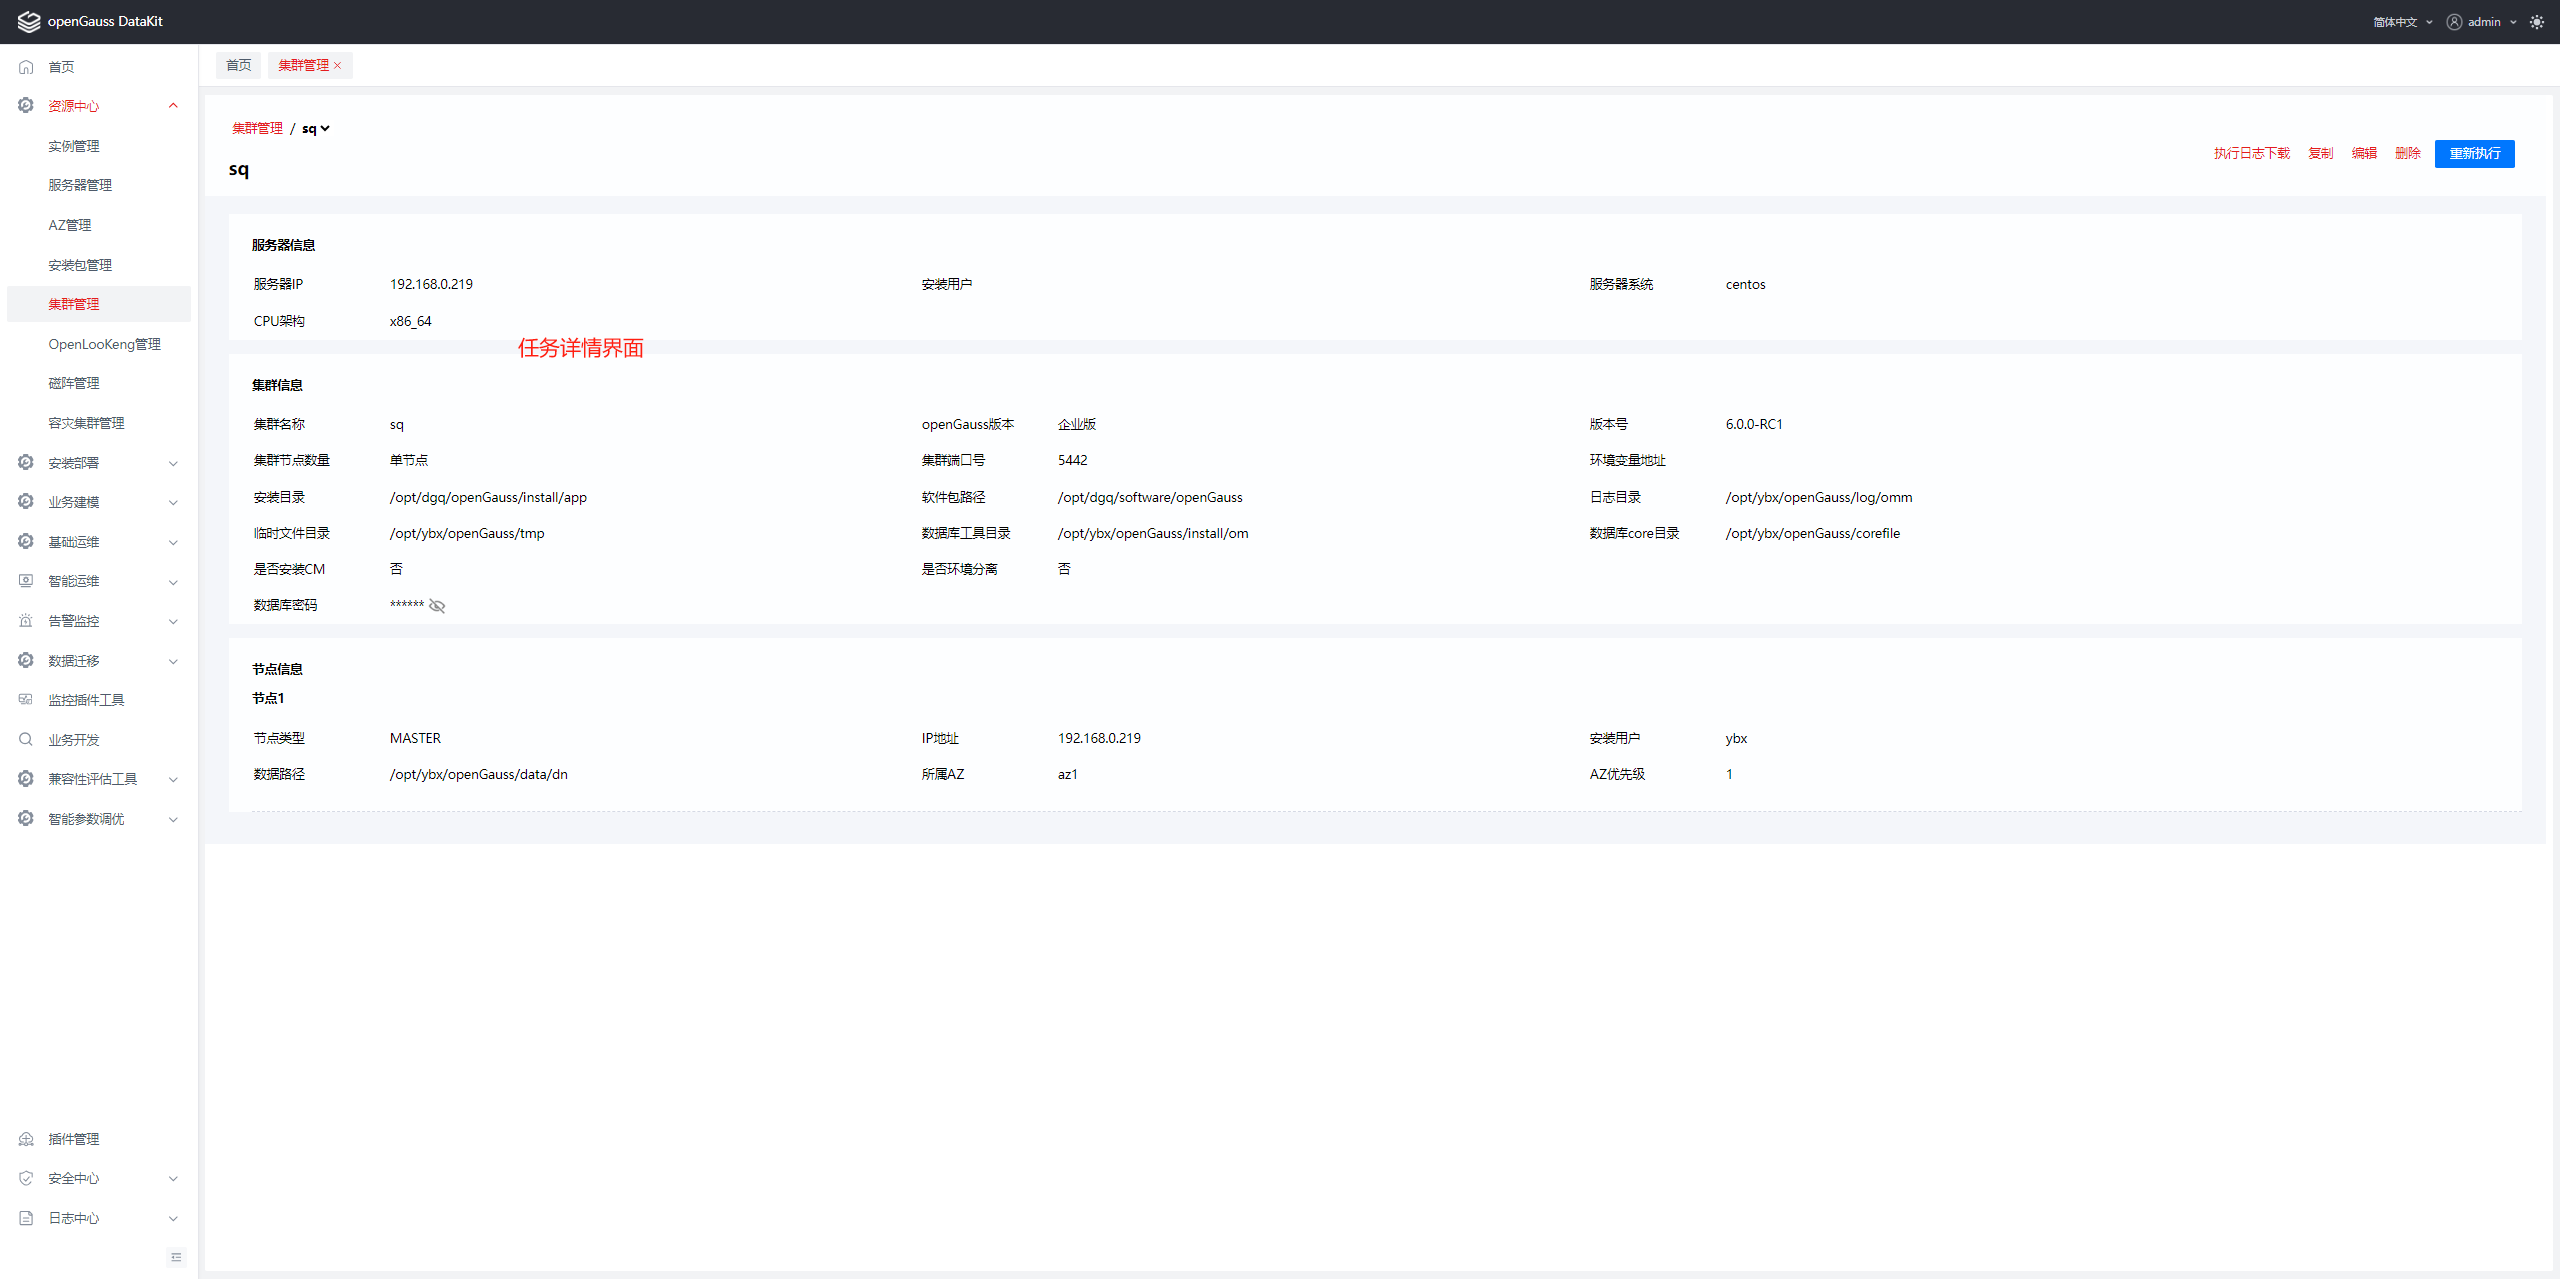 openGauss DataKit
简体中文 admin
首页
资源中心
实例管理
服务器管理
AZ管理
安装包管理
集群管理
OpenLooKeng管理
磁阵管理
容灾集群管理
安装部署
业务建模
基础运维
智能运维
告警监控
数据迁移
监控插件工具
业务开发
兼容性评估工具
智能参数调优
插件管理
安全中心
日志中心
首页 集群管理 ×
集群管理 / sq
sq
执行日志下载 复制 编辑 删除 重新执行
服务器信息
服务器IP 192.168.0.219 安装用户 服务器系统 centos
CPU架构 x86_64
任务详情界面
集群信息
集群名称 sq openGauss版本 企业版 版本号 6.0.0-RC1
集群节点数量 单节点 集群端口号 5442 环境变量地址
安装目录 /opt/dgq/openGauss/install/app 软件包路径 /opt/dgq/software/openGauss 日志目录 /opt/ybx/openGauss/log/omm
临时文件目录 /opt/ybx/openGauss/tmp 数据库工具目录 /opt/ybx/openGauss/install/om 数据库core目录 /opt/ybx/openGauss/corefile
是否安装CM 否 是否环境分离 否
数据库密码 ******
节点信息
节点1
节点类型 MASTER IP地址 192.168.0.219 安装用户 ybx
数据路径 /opt/ybx/openGauss/data/dn 所属AZ az1 AZ优先级 1